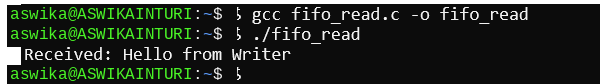 aswika@ASWIKAINTURI:~$ gcc fifo_read.c -o fifo_read
aswika@ASWIKAINTURI:~$ ./fifo_read
Received: Hello from Writer
aswika@ASWIKAINTURI:~$